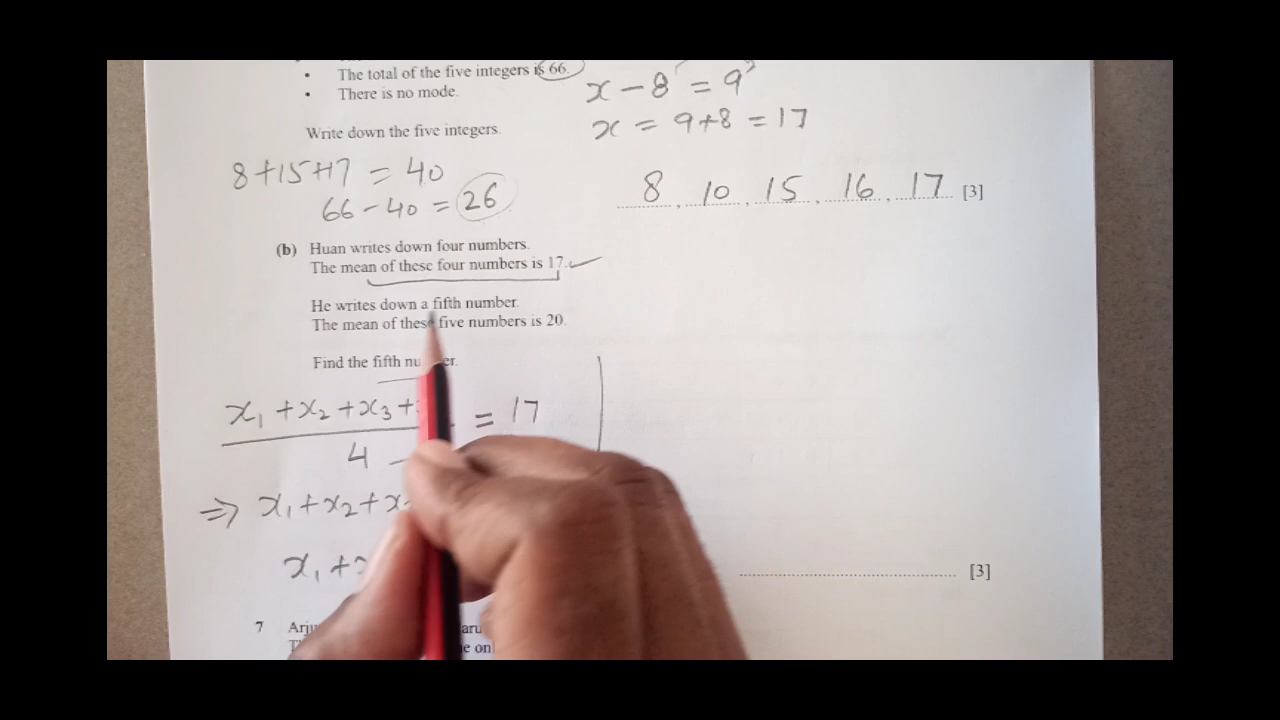 • The total of the five integers is 66.
• There is no mode.
x - 8 = 9
Write down the five integers.
x = 9+8 = 17
8+15+17 = 40
66 - 40 = 26
8, 10, 15, 16, 17 [3]
(b) Huan writes down four numbers.
The mean of these four numbers is 17.
He writes down a fifth number.
The mean of these five numbers is 20.
Find the fifth
x₁ + x₂ + x₃ +
= 17
4
⇒ x₁ + x₂ +
x₁ +
[3]
7